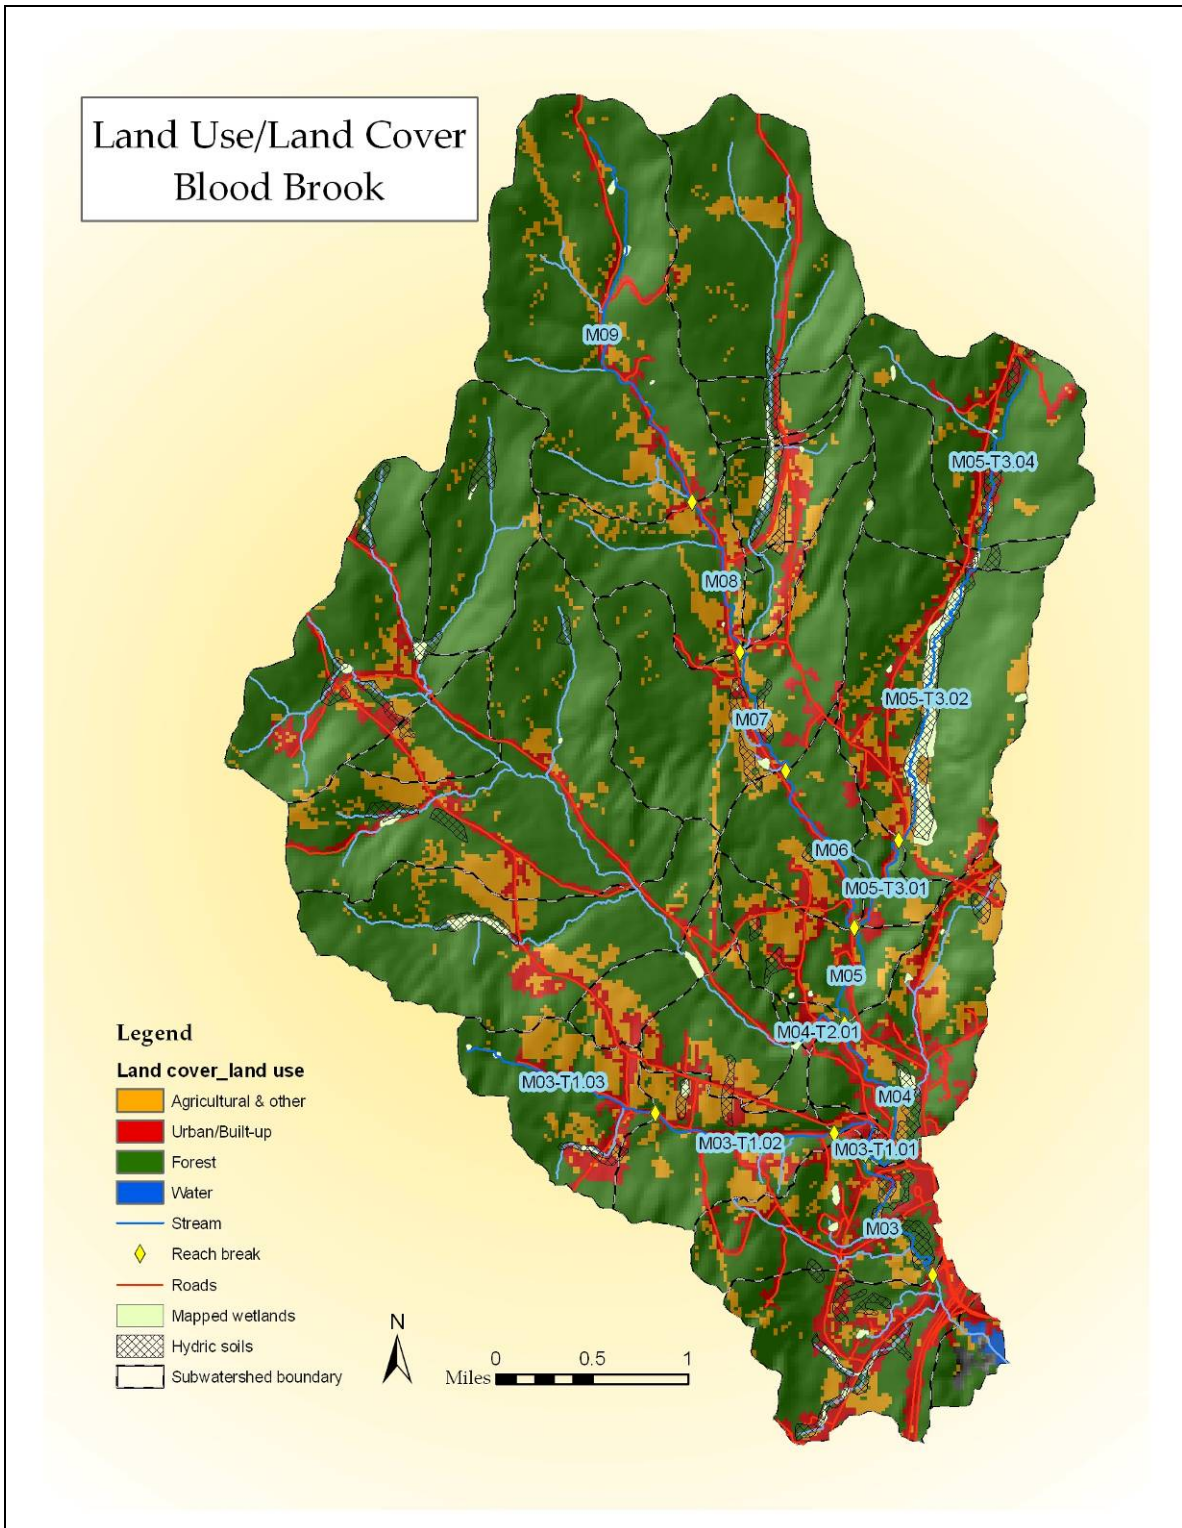 Land Use/Land Cover
Blood Brook
M09
M05-T3.04
M08
M05-T3.02
M07
M06
M05-T3.01
M05
M04-T2.01
M03-T1.03
M04
M03-T1.02
M03-T1.01
M03
Legend
Land cover_land use
Agricultural & other
Urban/Built-up
Forest
Water
Stream
Reach break
Roads
Mapped wetlands
Hydric soils
Subwatershed boundary
N
0 0.5 1
Miles